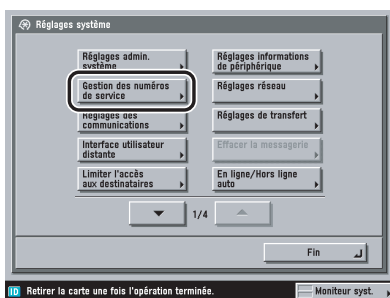 Réglages système
Réglages admin.
système
Réglages informations
de périphérique
Gestion des numéros
de service
Réglages réseau
Réglages des
communications
Réglages de transfert
Interface utilisateur
distante
Effacer la messagerie
Limiter l'accès
aux destinataires
En ligne/Hors ligne
auto
1/4
Fin
ID Retirer la carte une fois l'opération terminée.
Moniteur syst.